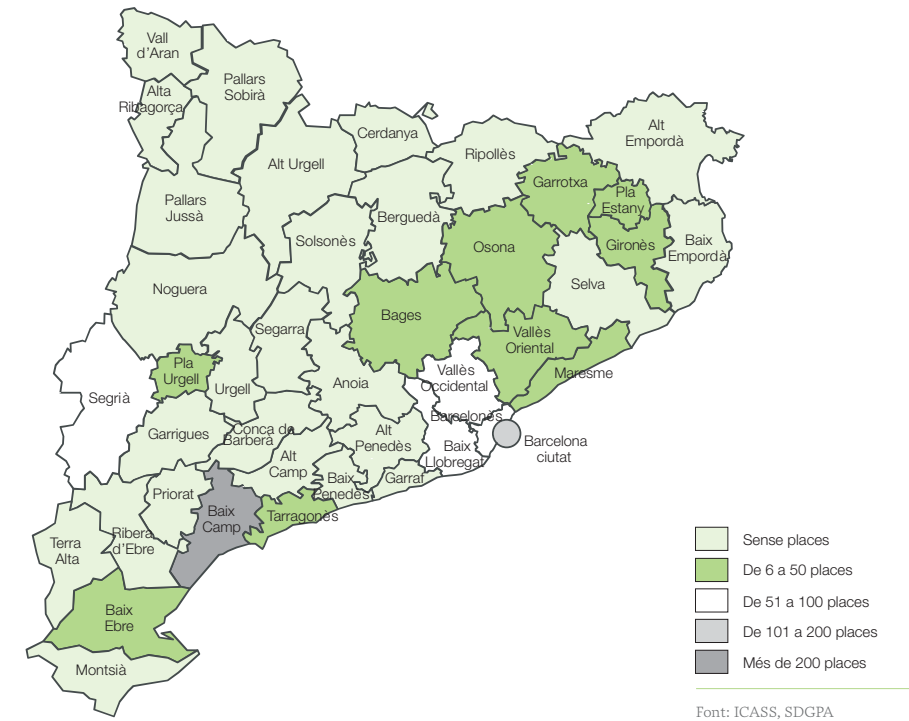 Vall
d'Aran
Pallars
Sobirà
Alta
Ribagorça
Cerdanya
Alt
Empordà
Ripollès
Alt Urgell
Garrotxa
Pla
Estany
Pallars
Jussà
Berguedà
Solsonès
Osona
Gironès
Baix
Empordà
Noguera
Selva
Bages
Segarra
Vallès
Oriental
Pla
Urgell
Vallès
Occidental
Maresme
Urgell
Anoia
Segrià
Barcelonès
Garrigues
Conca de
Barberà
Alt
Penedès
Barcelona
ciutat
Baix
Llobregat
Alt
Camp
Baix
Penedès
Garraf
Priorat
Baix
Camp
Tarragonès
Ribera
d'Ebre
Terra
Alta
Baix
Ebre
Montsià
Sense places
De 6 a 50 places
De 51 a 100 places
De 101 a 200 places
Més de 200 places
Font: ICASS, SDGPA